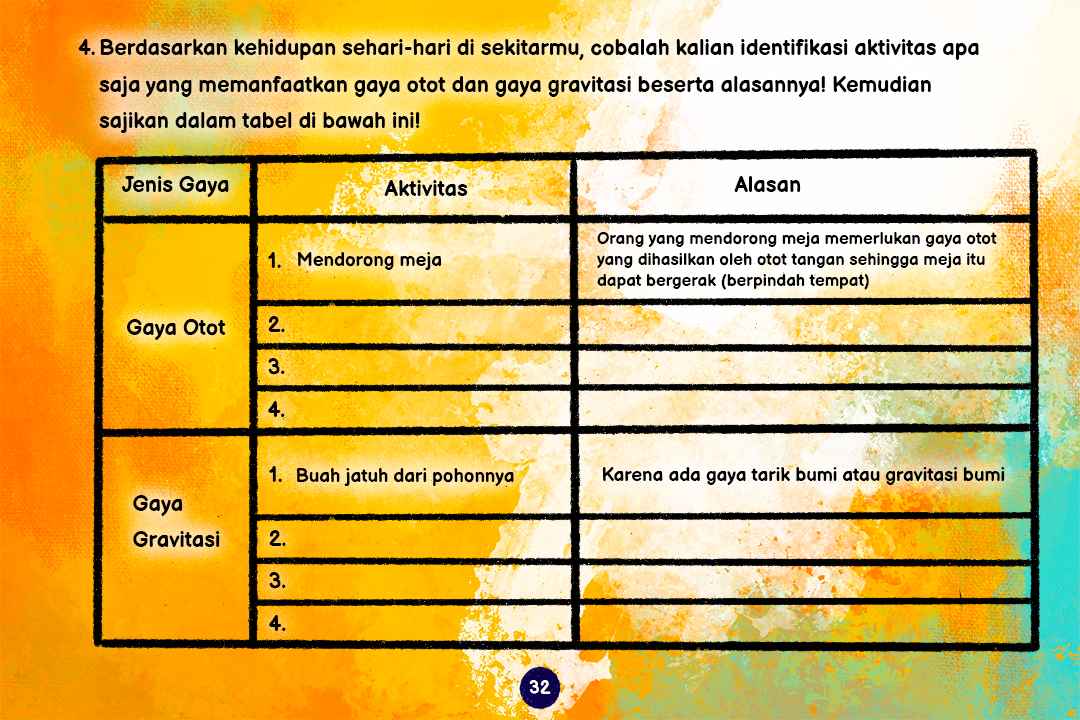 4. Berdasarkan kehidupan sehari-hari di sekitarmu, cobalah kalian identifikasi aktivitas apa
saja yang memanfaatkan gaya otot dan gaya gravitasi beserta alasannya! Kemudian
sajikan dalam tabel di bawah ini!
Jenis Gaya
Aktivitas
Alasan
Gaya Otot
1. Mendorong meja
Orang yang mendorong meja memerlukan gaya otot
yang dihasilkan oleh otot tangan sehingga meja itu
dapat bergerak (berpindah tempat)
2.
3.
4.
Gaya
Gravitasi
1. Buah jatuh dari pohonnya
Karena ada gaya tarik bumi atau gravitasi bumi
2.
3.
4.
32